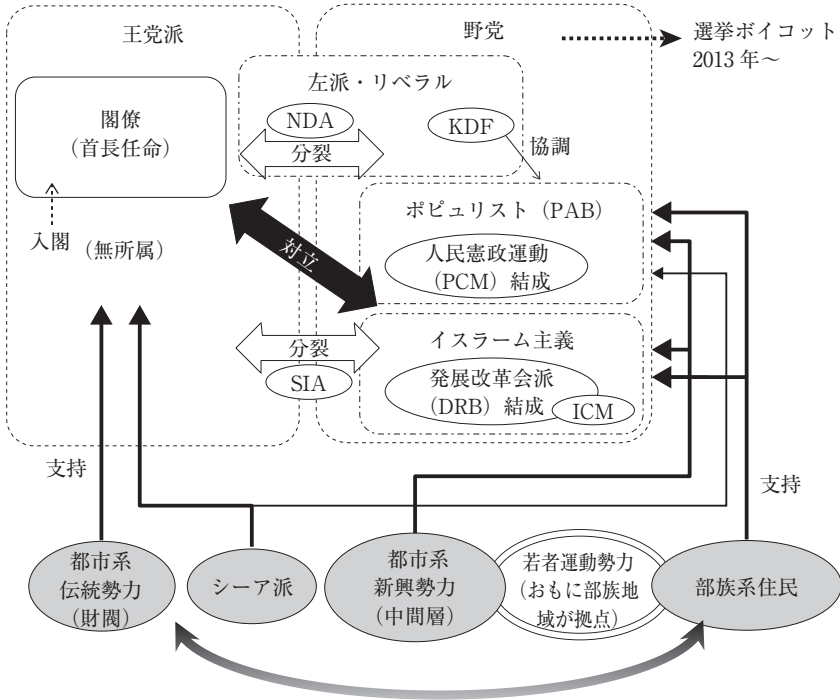 王党派
野党
選挙ボイコット
2013 年～
左派・リベラル
閣僚
（首長任命）
NDA
KDF
分裂
協調
ポピュリスト（PAB）
入閣
（無所属）
対立
人民憲政運動
（PCM）結成
イスラーム主義
分裂
SIA
発展改革会派
（DRB）結成
ICM
支持
支持
都市系
伝統勢力
（財閥）
シーア派
都市系
新興勢力
（中間層）
若者運動勢力
（おもに部族地
域が拠点）
部族系住民